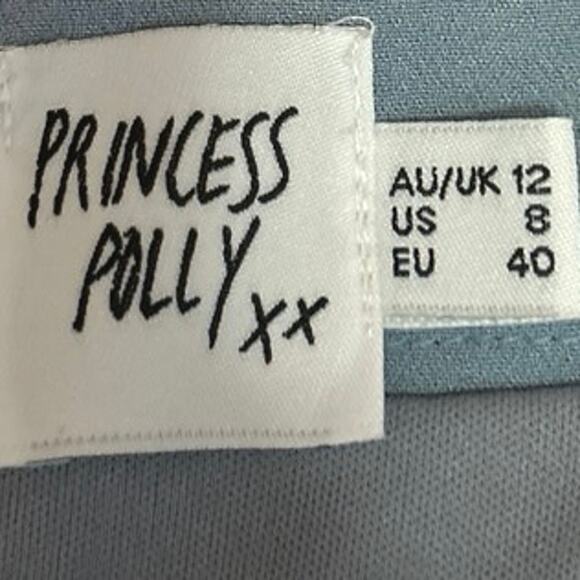 PRINCESS
POLLY
xx
AU/UK 12
US 8
EU 40